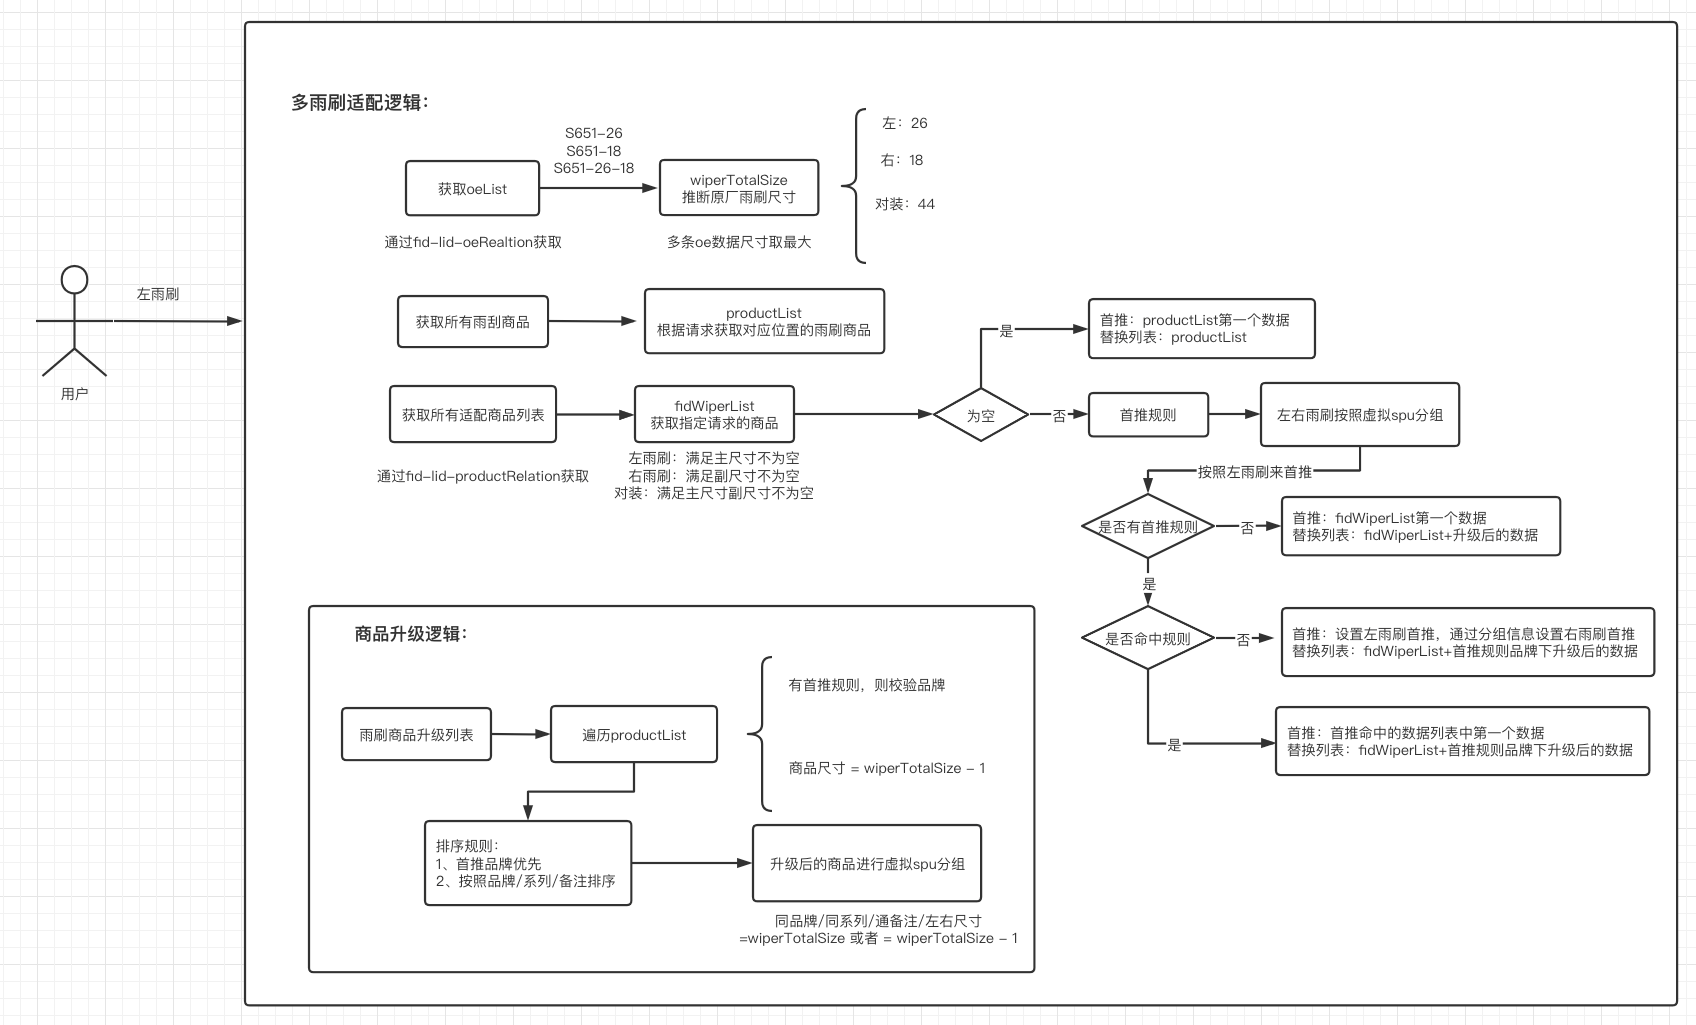 多雨刷适配逻辑：
S651-26
S651-18
S651-26-18
获取oeList
wiperTotalSize
推断原厂雨刷尺寸
左：26
右：18
对装：44
通过fid-lid-oeRealtion获取
多条oe数据尺寸取最大
左雨刷
用户
获取所有雨刮商品
productList
根据请求获取对应位置的雨刷商品
是
首推：productList第一个数据
替换列表：productList
获取所有适配商品列表
fidWiperList
获取指定请求的商品
为空
否
首推规则
左右雨刷按照虚拟spu分组
通过fid-lid-productRelation获取
左雨刷：满足主尺寸不为空
右雨刷：满足副尺寸不为空
对装：满足主尺寸副尺寸不为空
按照左雨刷来首推
是否有首推规则
否
首推：fidWiperList第一个数据
替换列表：fidWiperList+升级后的数据
是
是否命中规则
否
首推：设置左雨刷首推，通过分组信息设置右雨刷首推
替换列表：fidWiperList+首推规则品牌下升级后的数据
是
首推：首推命中的数据列表中第一个数据
替换列表：fidWiperList+首推规则品牌下升级后的数据
商品升级逻辑：
雨刷商品升级列表
遍历productList
有首推规则，则校验品牌
商品尺寸 = wiperTotalSize - 1
排序规则：
1、首推品牌优先
2、按照品牌/系列/备注排序
升级后的商品进行虚拟spu分组
同品牌/同系列/通备注/左右尺寸
=wiperTotalSize 或者 = wiperTotalSize - 1